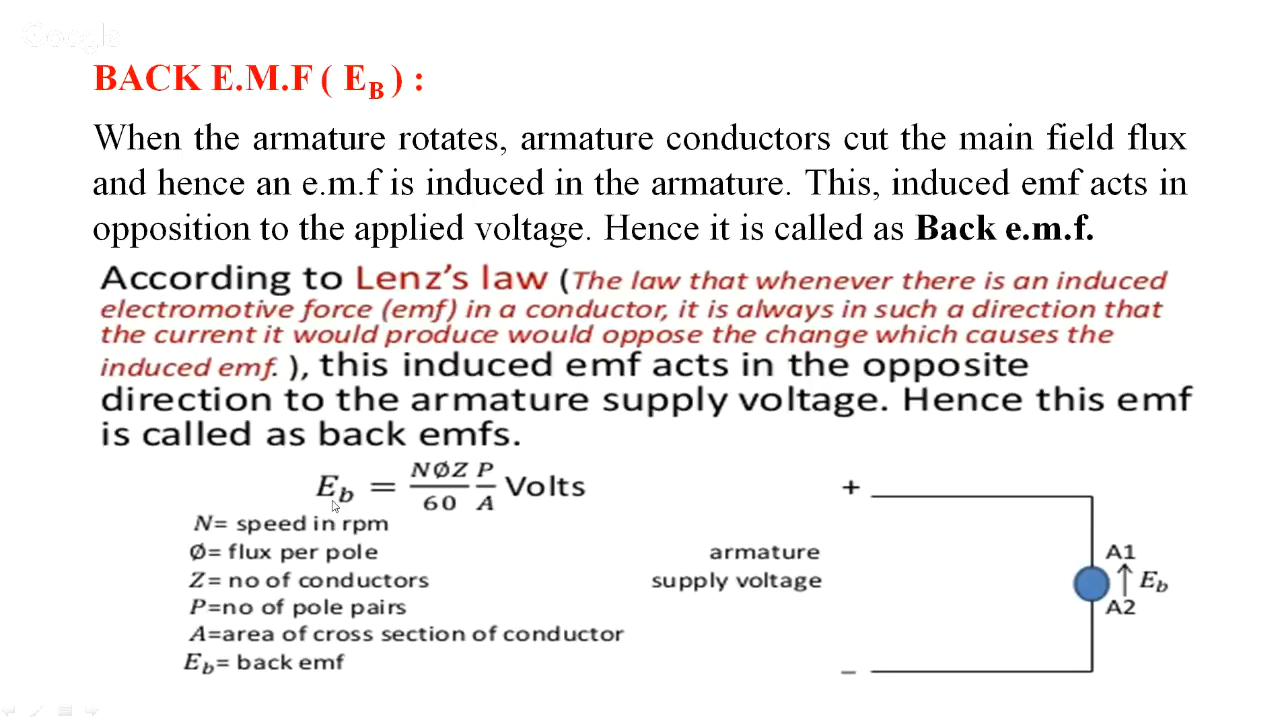 Google
BACK E.M.F ( E_B ) :
When the armature rotates, armature conductors cut the main field flux
and hence an e.m.f is induced in the armature. This, induced emf acts in
opposition to the applied voltage. Hence it is called as Back e.m.f.
According to Lenz's law (The law that whenever there is an induced
electromotive force (emf) in a conductor, it is always in such a direction that
the current it would produce would oppose the change which causes the
induced emf. ), this induced emf acts in the opposite
direction to the armature supply voltage. Hence this emf
is called as back emfs.
E_b = NØZ/60 P/A Volts
N= speed in rpm
Ø= flux per pole
Z= no of conductors
P=no of pole pairs
A=area of cross section of conductor
E_b= back emf
+
armature
supply voltage
A1
E_b
A2
−